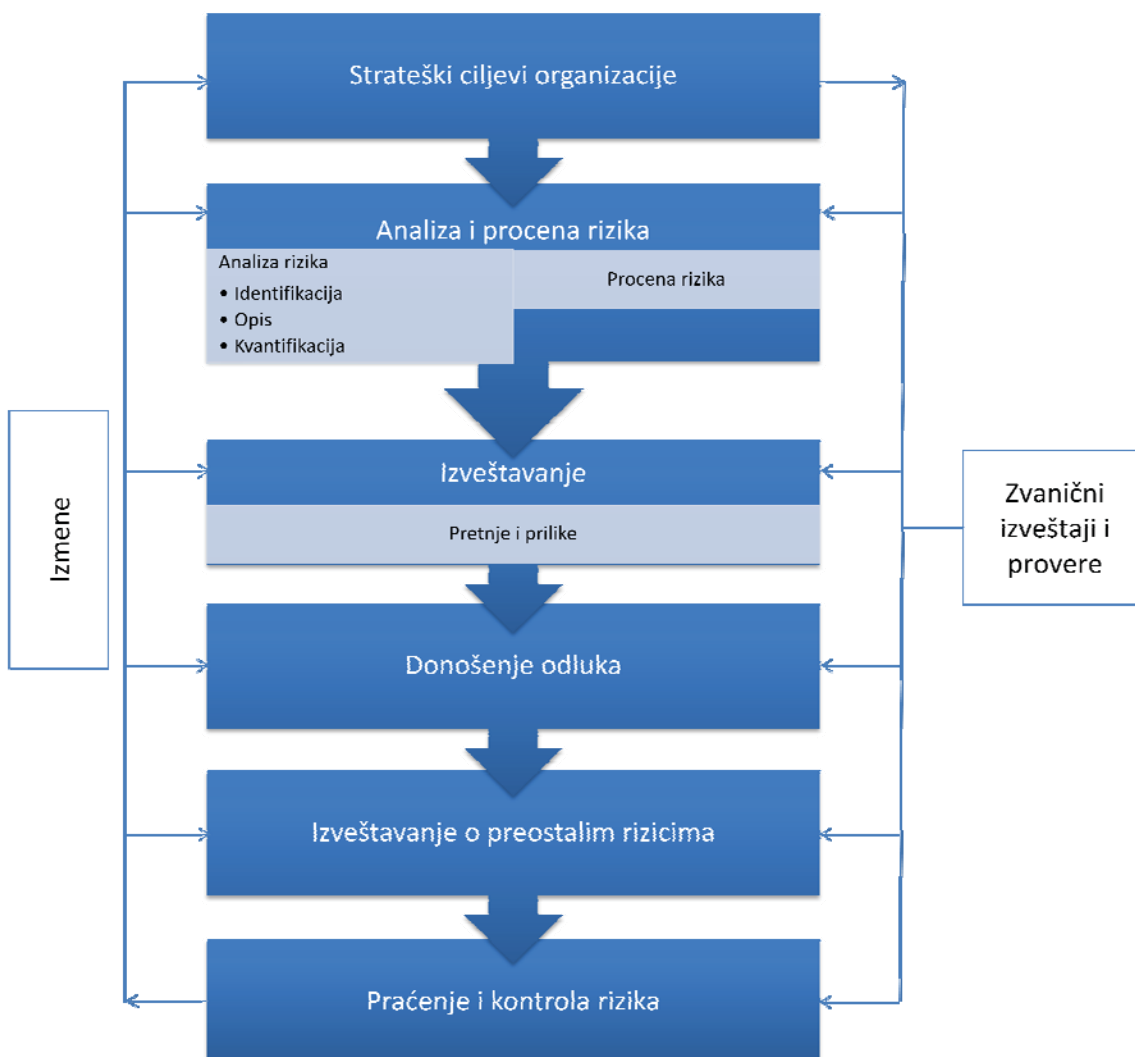 Strateški ciljevi organizacije
Analiza i procena rizika
Analiza rizika
• Identifikacija
• Opis
• Kvantifikacija
Procena rizika
Izveštavanje
Pretnje i prilike
Donošenje odluka
Izveštavanje o preostalim rizicima
Praćenje i kontrola rizika
Izmene
Zvanični
izveštaji i
provere